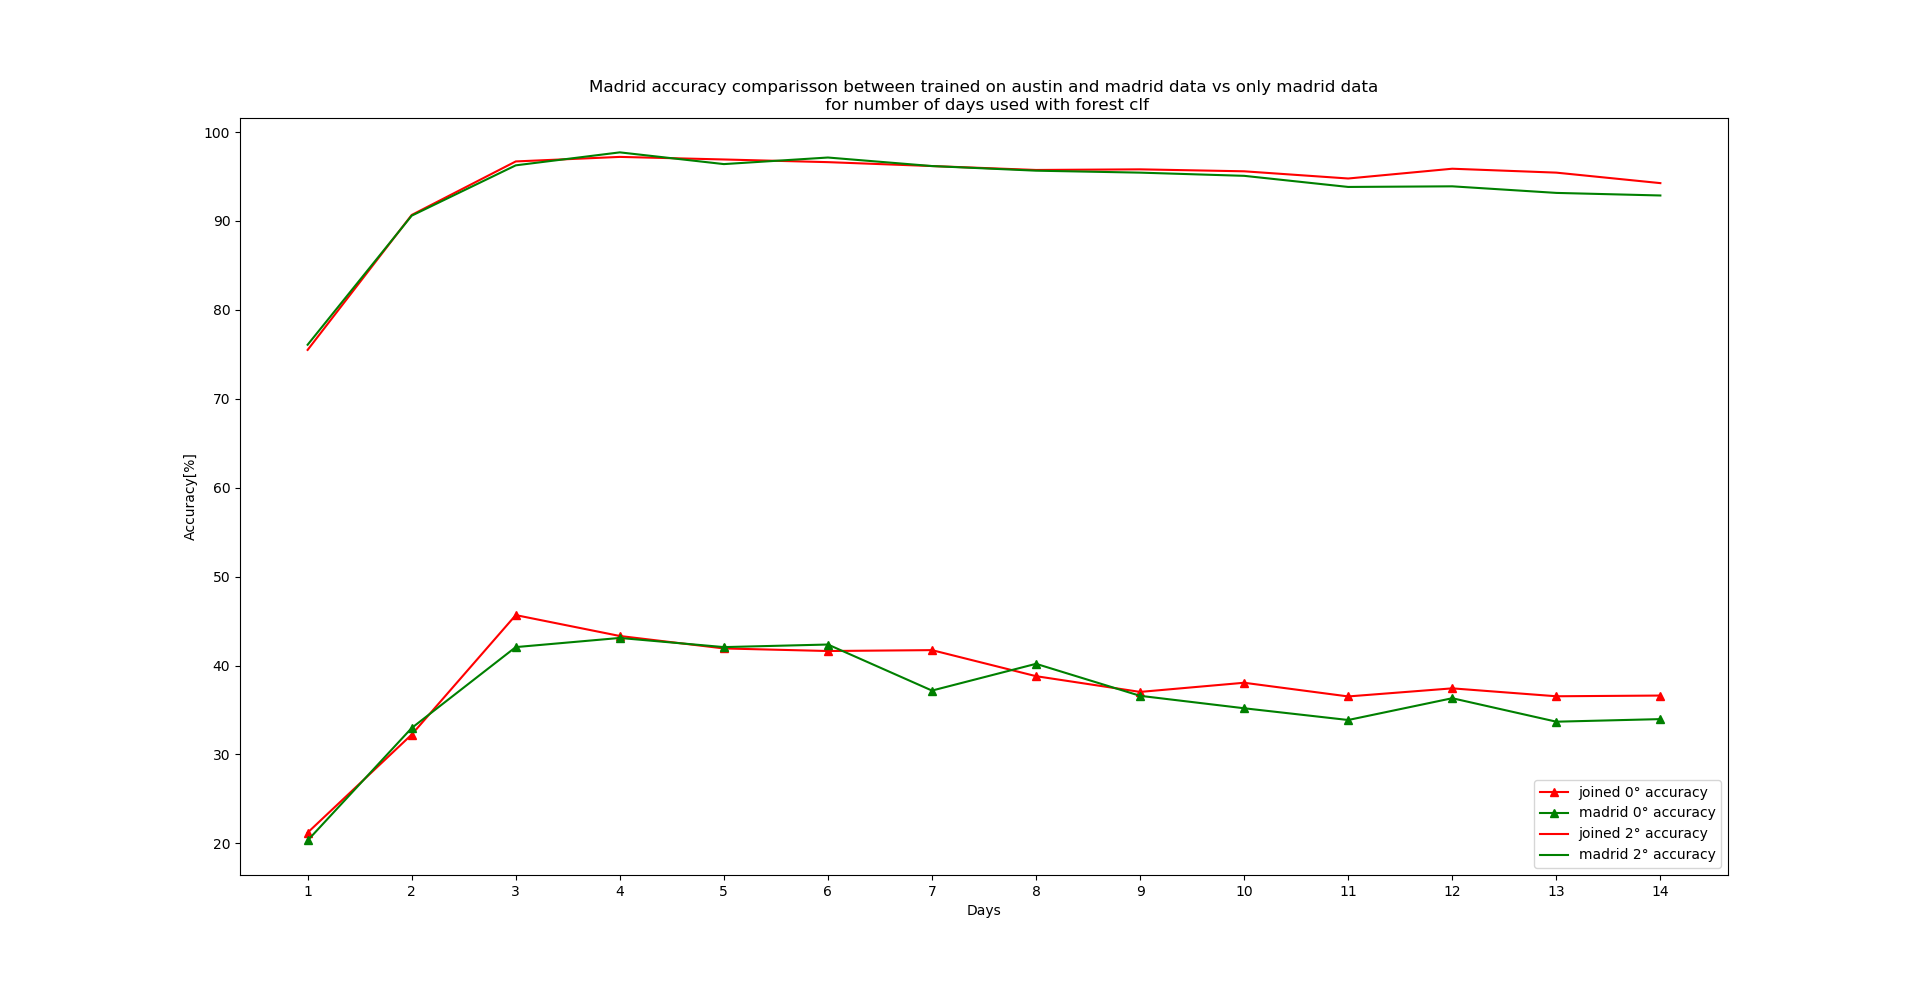 Madrid accuracy comparisson between trained on austin and madrid data vs only madrid data
for number of days used with forest clf
100
90
80
70
60
50
40
30
20
Accuracy[%]
1 2 3 4 5 6 7 8 9 10 11 12 13 14
Days
joined 0° accuracy
madrid 0° accuracy
joined 2° accuracy
madrid 2° accuracy